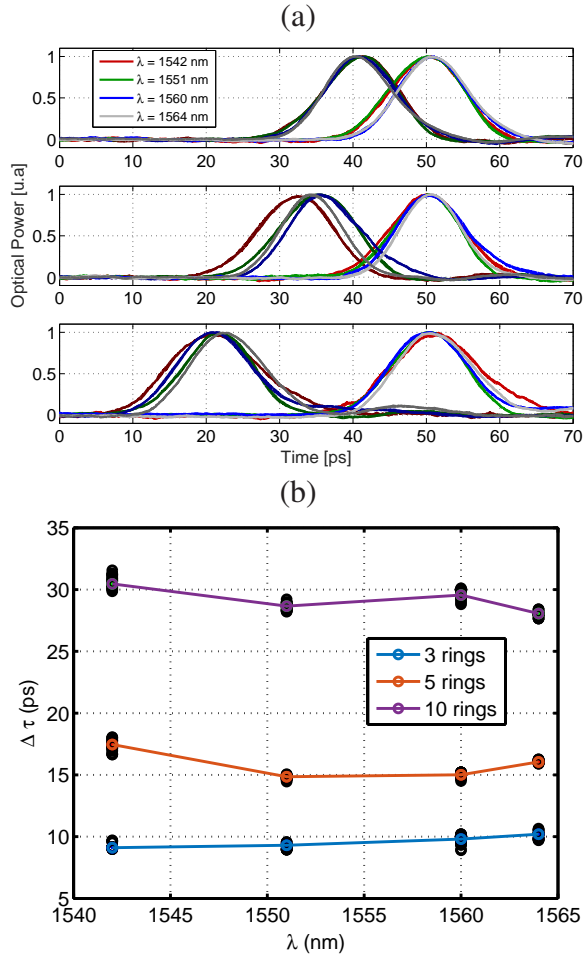 (a)
λ = 1542 nm
λ = 1551 nm
λ = 1560 nm
λ = 1564 nm
1
0.5
0
0 10 20 30 40 50 60 70
1
0.5
0
0 10 20 30 40 50 60 70
1
0.5
0
0 10 20 30 40 50 60 70
Optical Power [u.a]
Time [ps]
(b)
35
30
25
20
15
10
5
Δ τ (ps)
3 rings
5 rings
10 rings
1540 1545 1550 1555 1560 1565
λ (nm)